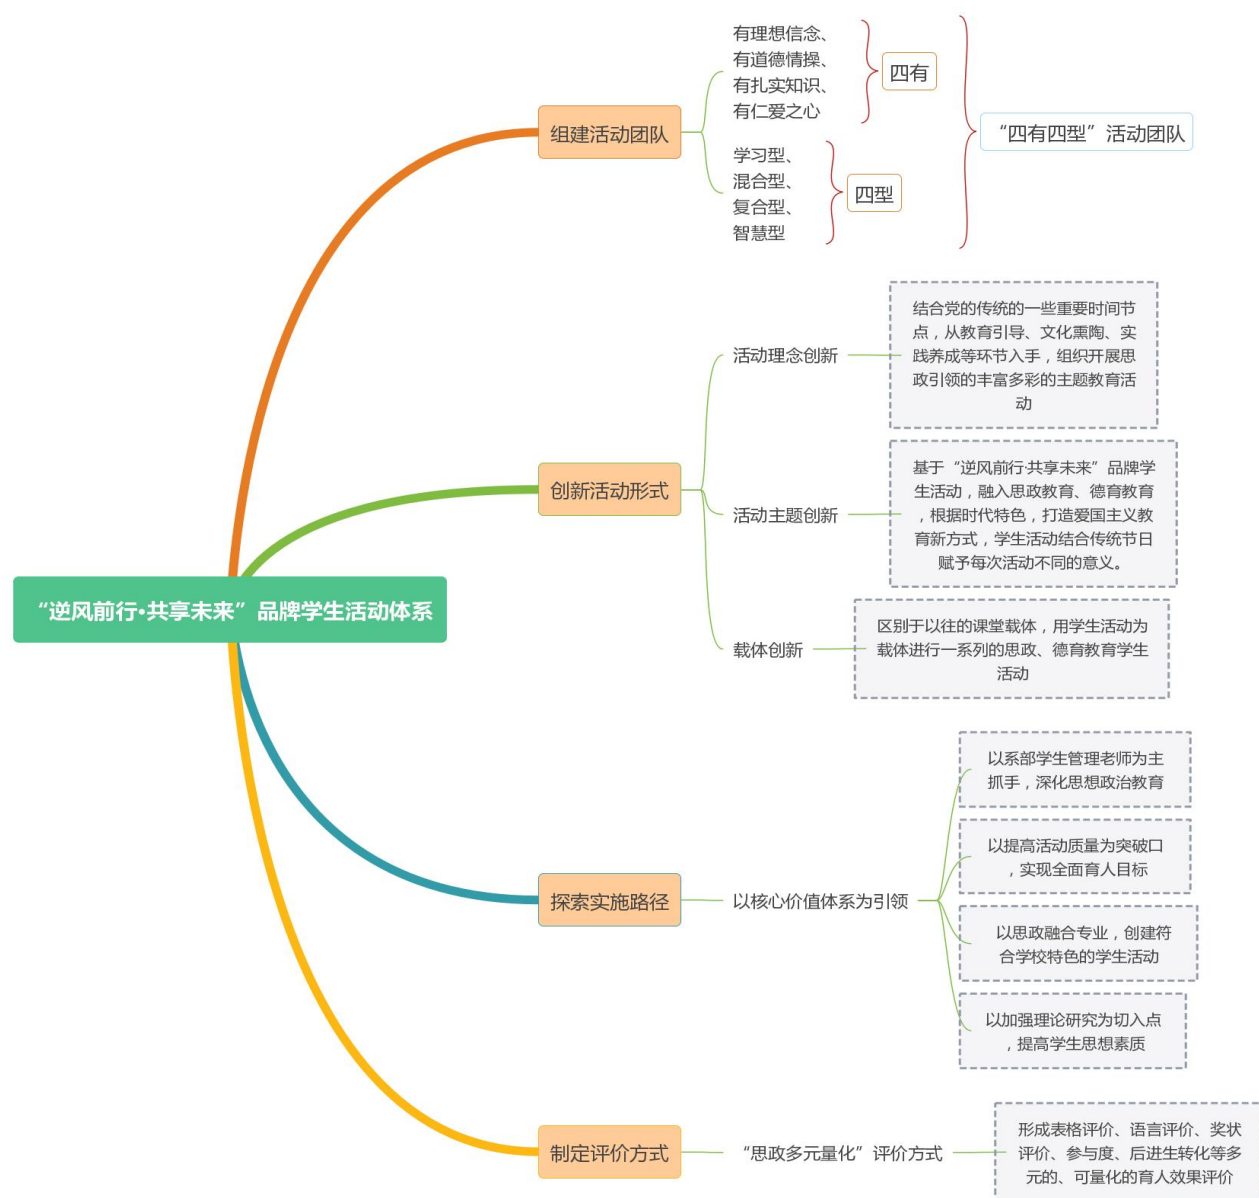 “逆风前行·共享未来”品牌学生活动体系
组建活动团队
有理想信念、
有道德情操、
有扎实知识、
有仁爱之心
四有
学习型、
混合型、
复合型、
智慧型
四型
“四有四型”活动团队
创新活动形式
活动理念创新
结合党的传统的一些重要时间节
点，从教育引导、文化熏陶、实
践养成等环节入手，组织开展思
政引领的丰富多彩的主题教育活
动
活动主题创新
基于“逆风前行·共享未来”品牌学
生活动，融入思政教育、德育教育
，根据时代特色，打造爱国主义教
育新方式，学生活动结合传统节日
赋予每次活动不同的意义。
载体创新
区别于以往的课堂载体，用学生活动为
载体进行一系列的思政、德育教育学生
活动
探索实施路径
以核心价值体系为引领
以系部学生管理老师为主
抓手，深化思想政治教育
以提高活动质量为突破口
，实现全面育人目标
以思政融合专业，创建符
合学校特色的学生活动
以加强理论研究为切入点
，提高学生思想素质
制定评价方式
“思政多元量化”评价方式
形成表格评价、语言评价、奖状
评价、参与度、后进生转化等多
元的、可量化的育人效果评价